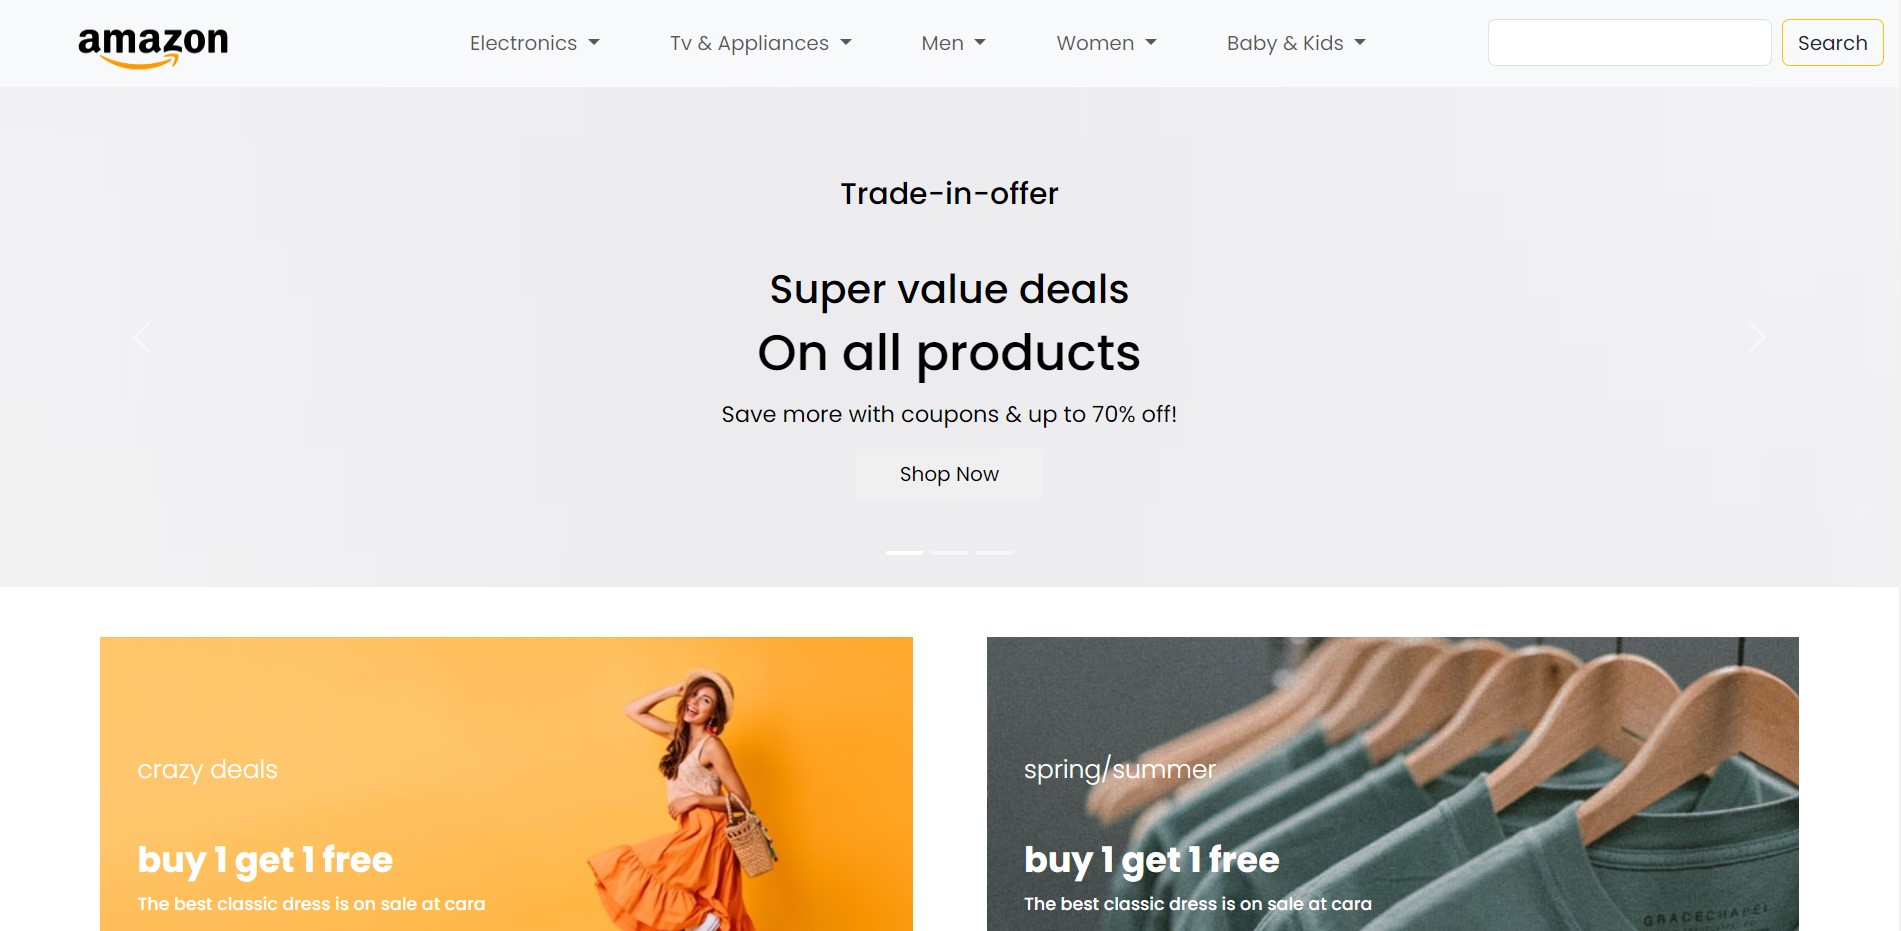 amazon
Electronics
Tv & Appliances
Men
Women
Baby & Kids
Search
Trade-in-offer
Super value deals
On all products
Save more with coupons & up to 70% off!
Shop Now
crazy deals
buy 1 get 1 free
The best classic dress is on sale at cara
spring/summer
buy 1 get 1 free
The best classic dress is on sale at cara
GRACECHAPEL